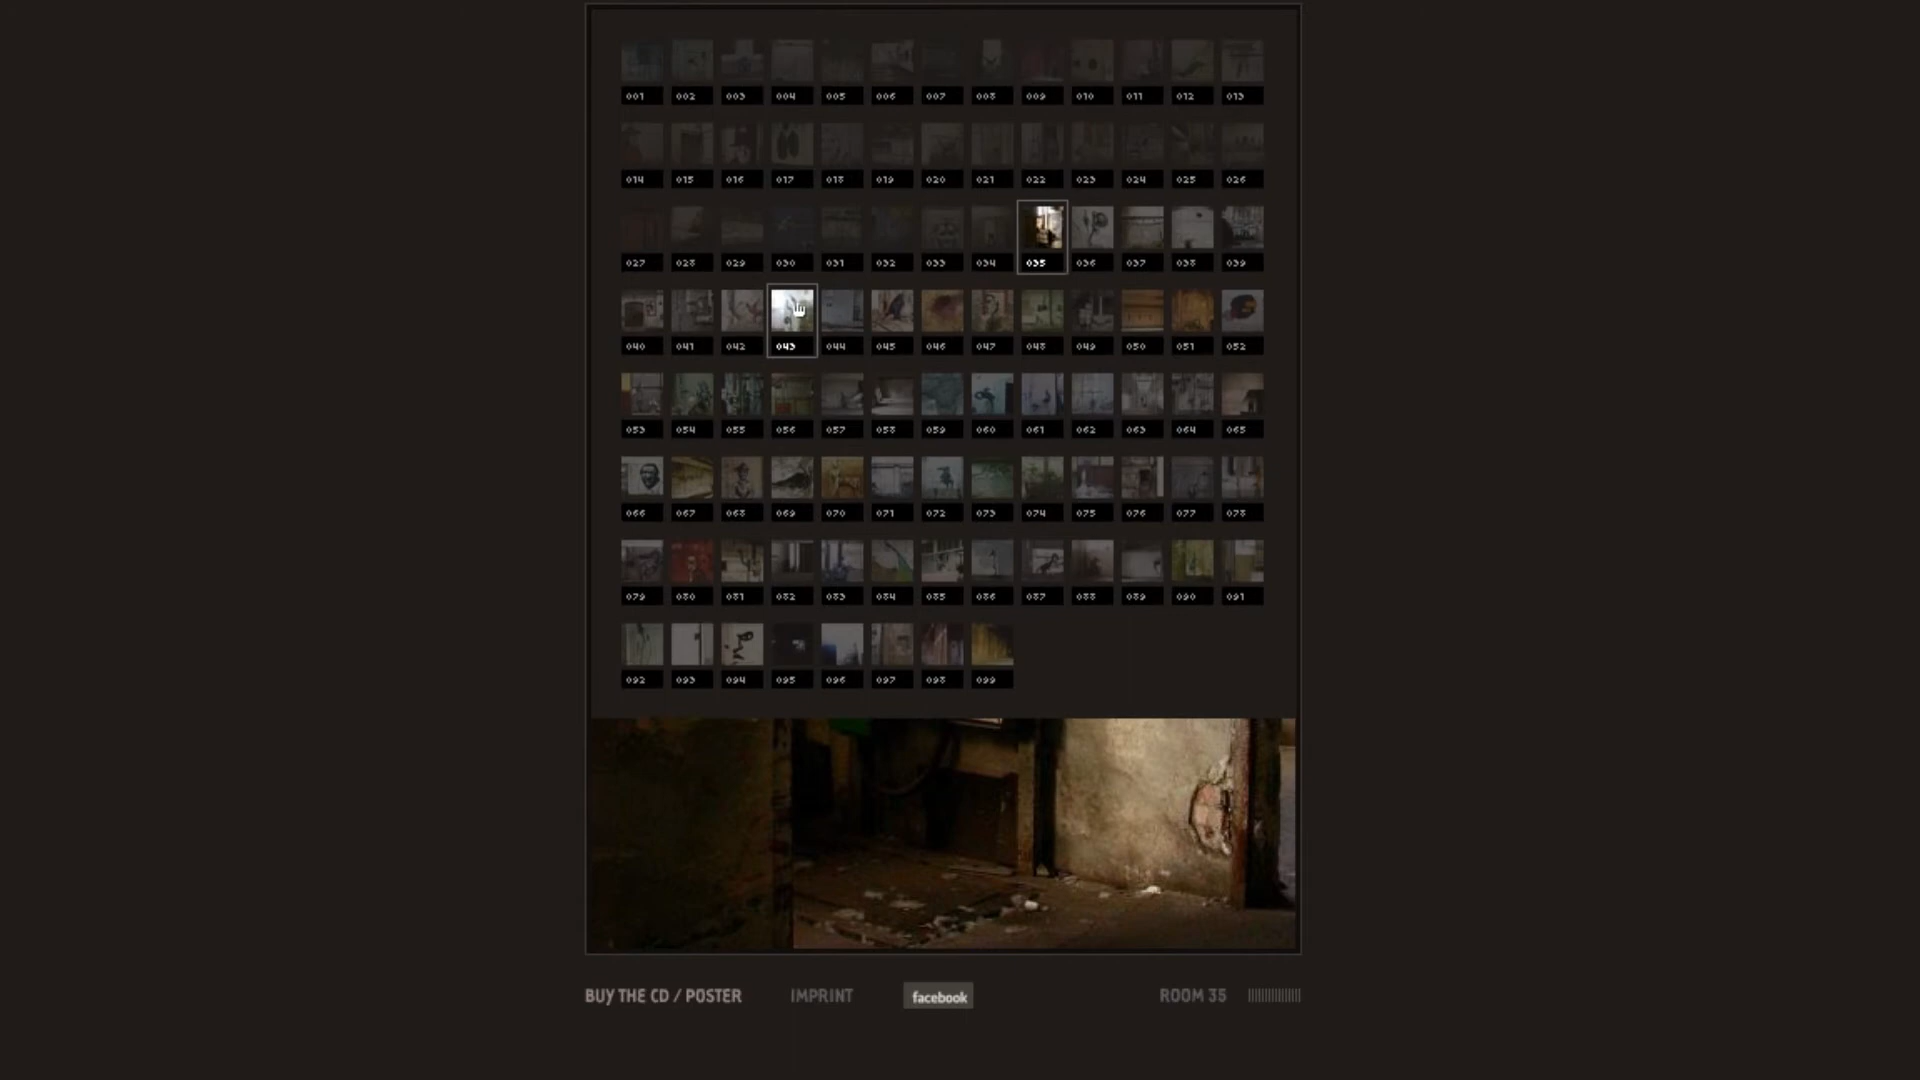 001 002 003 004 005 006 007 008 009 010 011 012 013
014 015 016 017 018 019 020 021 022 023 024 025 026
027 028 029 030 031 032 033 034 035 036 037 038 039
040 041 042 043 044 045 046 047 048 049 050 051 052
053 054 055 056 057 058 059 060 061 062 063 064 065
066 067 068 069 070 071 072 073 074 075 076 077 078
079 080 081 082 083 084 085 086 087 088 089 090 091
092 093 094 095 096 097 098 099
BUY THE CD / POSTER IMPRINT facebook ROOM 35